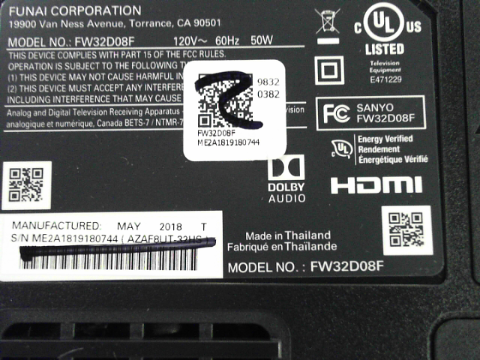 FUNAI CORPORATION
19900 Van Ness Avenue, Torrance, CA 90501
MODEL NO.: FW32D08F 120V~ 60Hz 50W
THIS DEVICE COMPLIES WITH PART 15 OF THE FCC RULES.
OPERATION IS SUBJECT TO THE FOLLOWING
(1) THIS DEVICE MAY NOT CAUSE HARMFUL
(2) THIS DEVICE MUST ACCEPT ANY INTERFEREN
INCLUDING INTERFERENCE THAT MAY CAUSE
Analog and Digital Television Receiving Apparatus
analogique et numérique, Canada BETS-7 / NTMR-7
9832
0382
FW32D08F
ME2A1819180744
c UL US
LISTED
Television
Equipment
E471229
FC SANYO
FW32D08F
Energy Verified
Rendement
Énergétique Vérifié
DOLBY
AUDIO
HDMI
MANUFACTURED: MAY 2018 T
S/N ME2A1819180744
Made in Thailand
Fabriqué en Thaïlande
MODEL NO. : FW32D08F